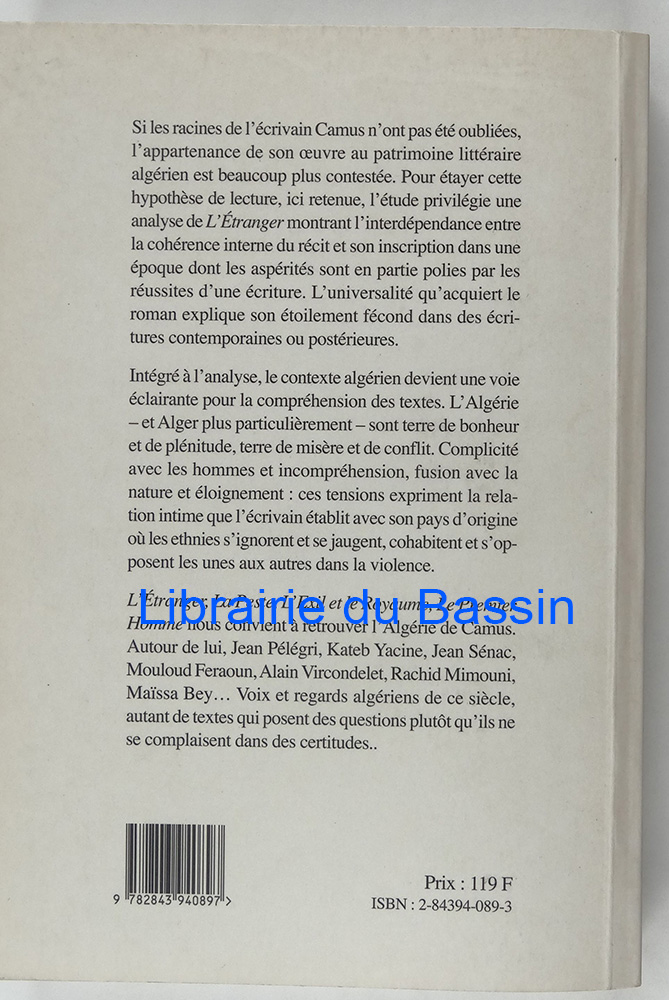 Si les racines de l'écrivain Camus n'ont pas été oubliées,
l'appartenance de son œuvre au patrimoine littéraire
algérien est beaucoup plus contestée. Pour étayer cette
hypothèse de lecture, ici retenue, l'étude privilégie une
analyse de L'Étranger montrant l'interdépendance entre
la cohérence interne du récit et son inscription dans une
époque dont les aspérités sont en partie polies par les
réussites d'une écriture. L'universalité qu'acquiert le
roman explique son étoilement fécond dans des écri-
tures contemporaines ou postérieures.
Intégré à l'analyse, le contexte algérien devient une voie
éclairante pour la compréhension des textes. L'Algérie
– et Alger plus particulièrement – sont terre de bonheur
et de plénitude, terre de misère et de conflit. Complicité
avec les hommes et incompréhension, fusion avec la
nature et éloignement : ces tensions expriment la rela-
tion intime que l'écrivain établit avec son pays d'origine
où les ethnies s'ignorent et se jaugent, cohabitent et s'op-
posent les unes aux autres dans la violence.
L'Étranger, La Peste, L'Exil et le Royaume, Le Premier
Librairie du Bassin
Homme nous convient à retrouver l'Algérie de Camus.
Autour de lui, Jean Pélégri, Kateb Yacine, Jean Sénac,
Mouloud Feraoun, Alain Vircondelet, Rachid Mimouni,
Maïssa Bey… Voix et regards algériens de ce siècle,
autant de textes qui posent des questions plutôt qu'ils ne
se complaisent dans des certitudes..
Prix : 119 F
ISBN : 2-84394-089-3
9 782843 940897 >